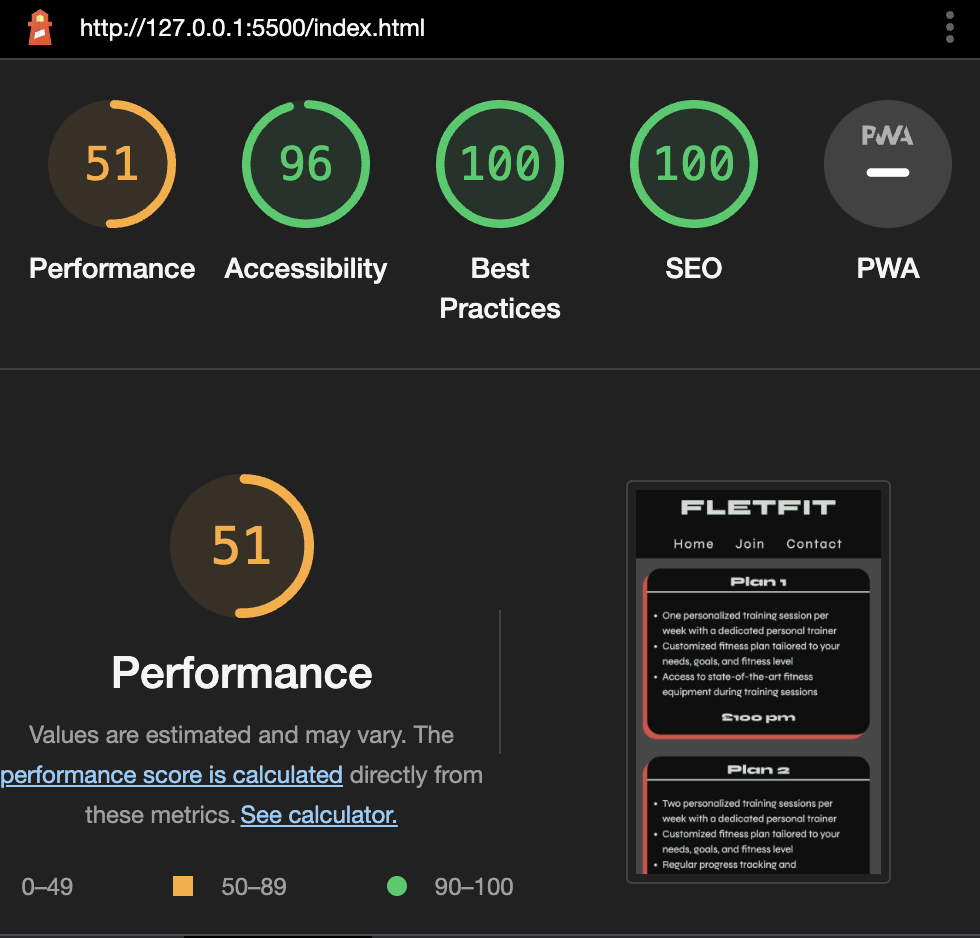 http://127.0.0.1:5500/index.html
51
96
100
100
PWA
Performance
Accessibility
Best
Practices
SEO
PWA
51
Performance
Values are estimated and may vary. The
performance score is calculated directly from
these metrics. See calculator.
0–49
50–89
90–100
FLETFIT
Home Join Contact
Plan 1
• One personalized training session per
week with a dedicated personal trainer
• Customized fitness plan tailored to your
needs, goals, and fitness level
• Access to state-of-the-art fitness
equipment during training sessions
£100 pm
Plan 2
• Two personalized training sessions per
week with a dedicated personal trainer
• Customized fitness plan tailored to your
needs, goals, and fitness level
• Regular progress tracking and